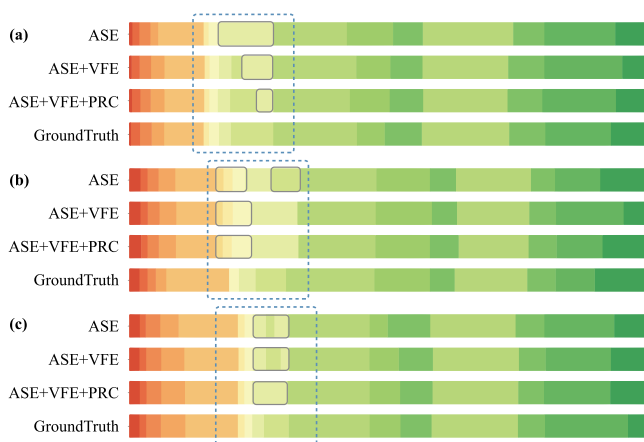 (a) ASE
ASE+VFE
ASE+VFE+PRC
GroundTruth
(b) ASE
ASE+VFE
ASE+VFE+PRC
GroundTruth
(c) ASE
ASE+VFE
ASE+VFE+PRC
GroundTruth